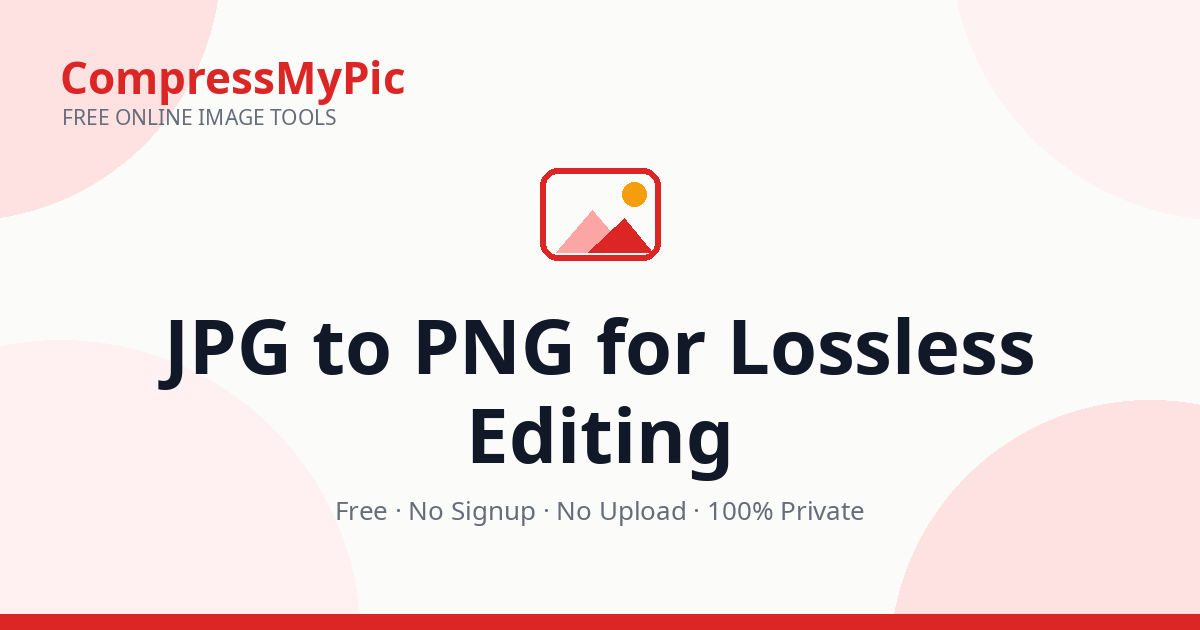 CompressMyPic
FREE ONLINE IMAGE TOOLS
JPG to PNG for Lossless
Editing
Free · No Signup · No Upload · 100% Private